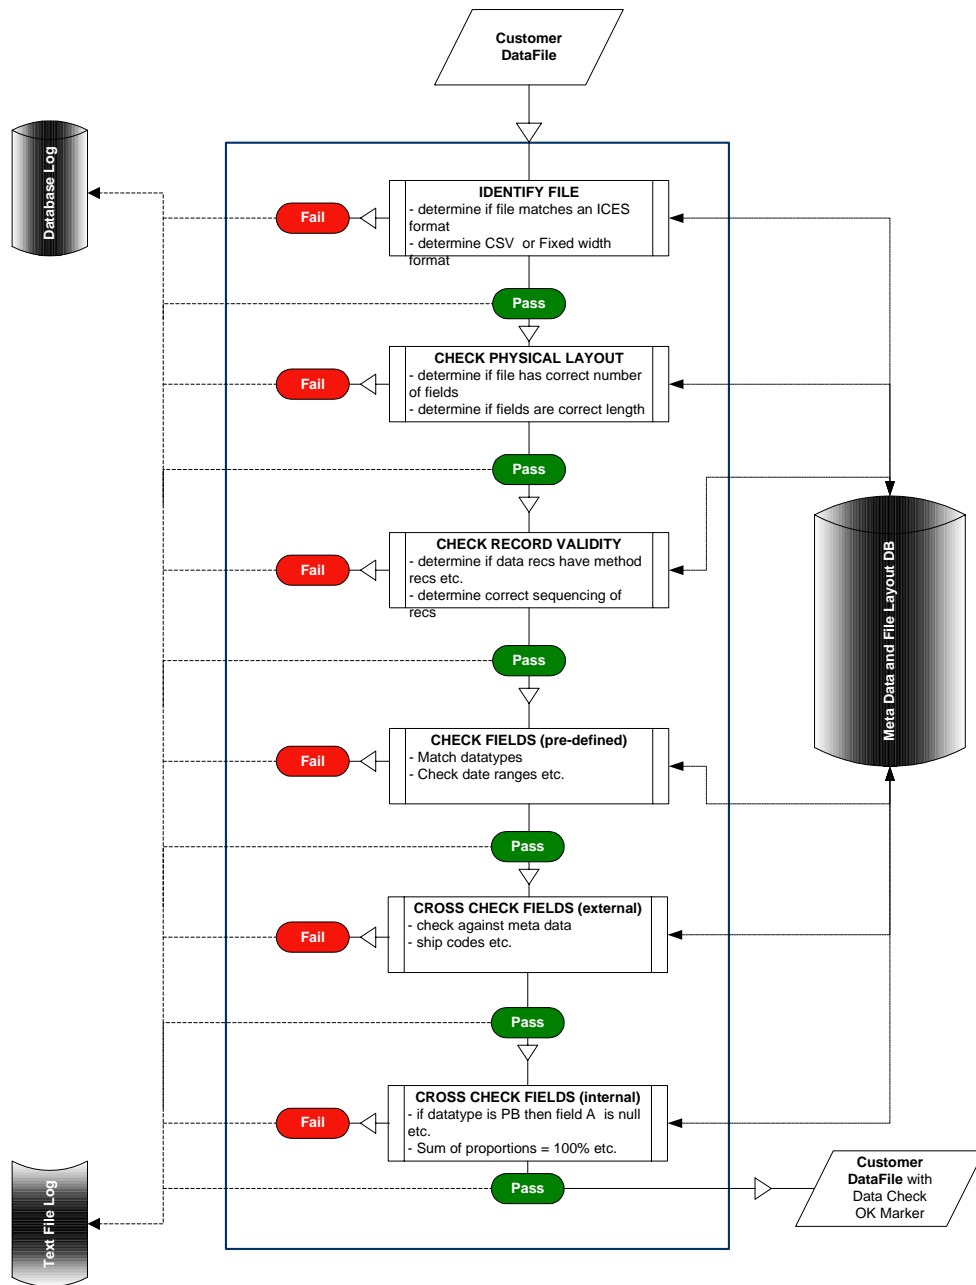 Customer
DataFile
Database Log
IDENTIFY FILE
- determine if file matches an ICES
format
- determine CSV or Fixed width
format
Fail
Pass
CHECK PHYSICAL LAYOUT
- determine if file has correct number
of fields
- determine if fields are correct length
Fail
Pass
CHECK RECORD VALIDITY
- determine if data recs have method
recs etc.
- determine correct sequencing of
recs
Fail
Pass
Meta Data and File Layout DB
CHECK FIELDS (pre-defined)
- Match datatypes
- Check date ranges etc.
Fail
Pass
CROSS CHECK FIELDS (external)
- check against meta data
- ship codes etc.
Fail
Pass
CROSS CHECK FIELDS (internal)
- if datatype is PB then field A is null
etc.
- Sum of proportions = 100% etc.
Fail
Pass
Text File Log
Customer
DataFile with
Data Check
OK Marker